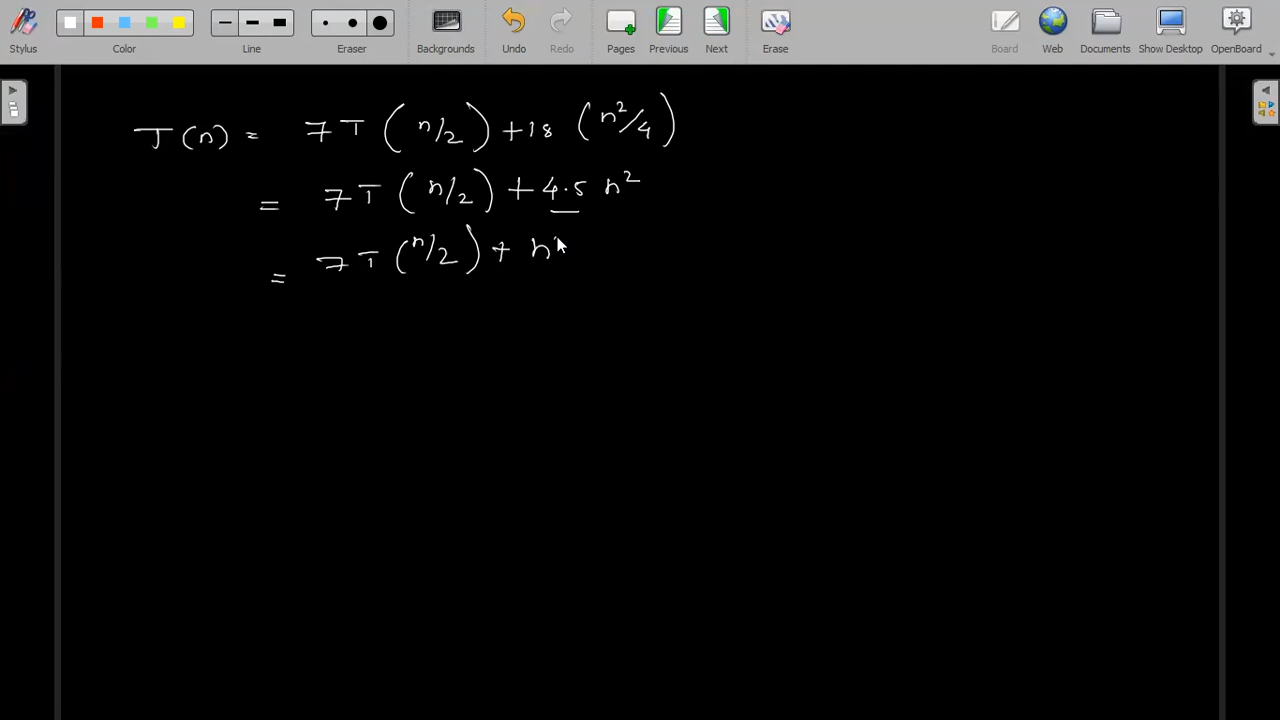 Stylus Color Line Eraser Backgrounds Undo Redo Pages Previous Next Erase Board Web Documents Show Desktop OpenBoard
T(n) = 7T(n/2) + 18 (n²/4)
= 7T(n/2) + 4.5 n²
= 7T(n/2) + n